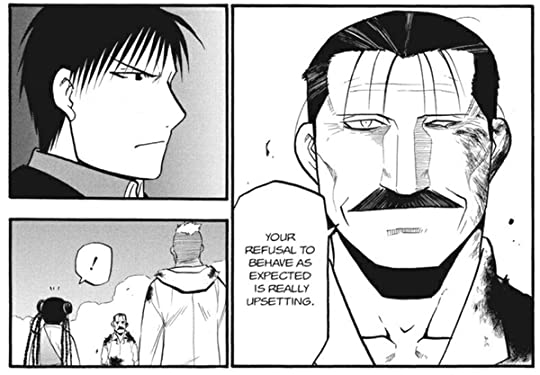 YOUR
REFUSAL TO
BEHAVE AS
EXPECTED
IS REALLY
UPSETTING.
!